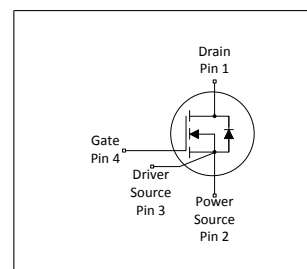 Drain
Pin 1
Gate
Pin 4
Driver
Source
Pin 3
Power
Source
Pin 2